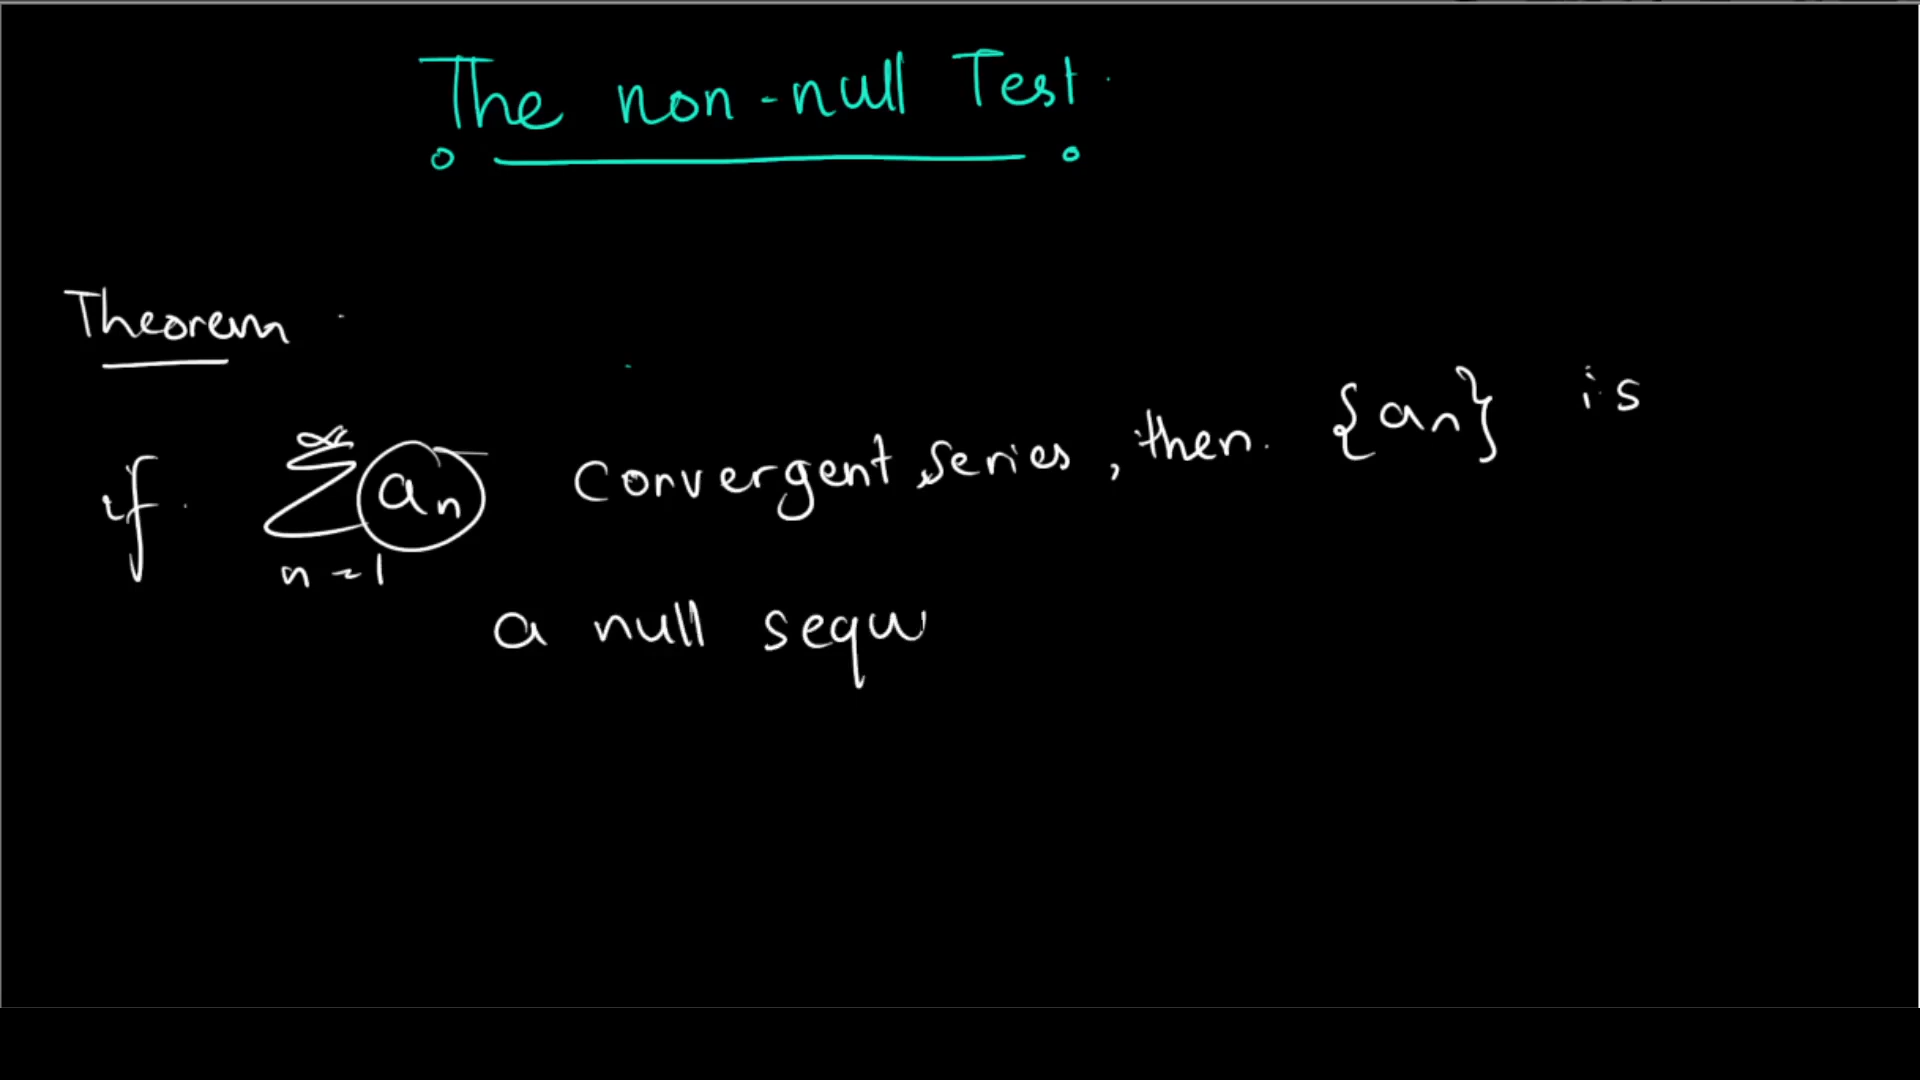 The non-null Test
Theorem
if ∑_{n=1}^{∞} a_n convergent series, then {a_n} is
a null sequ